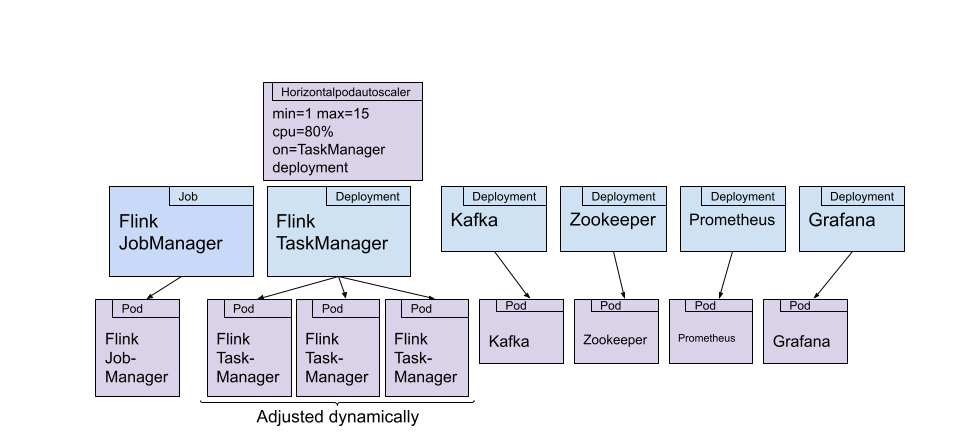 Horizontalpodautoscaler
min=1 max=15
cpu=80%
on=TaskManager
deployment
Job
Flink
JobManager
Deployment
Flink
TaskManager
Deployment
Kafka
Deployment
Zookeeper
Deployment
Prometheus
Deployment
Grafana
Pod
Flink
Job-
Manager
Pod
Flink
Task-
Manager
Pod
Flink
Task-
Manager
Pod
Flink
Task-
Manager
Pod
Kafka
Pod
Zookeeper
Pod
Prometheus
Pod
Grafana
Adjusted dynamically